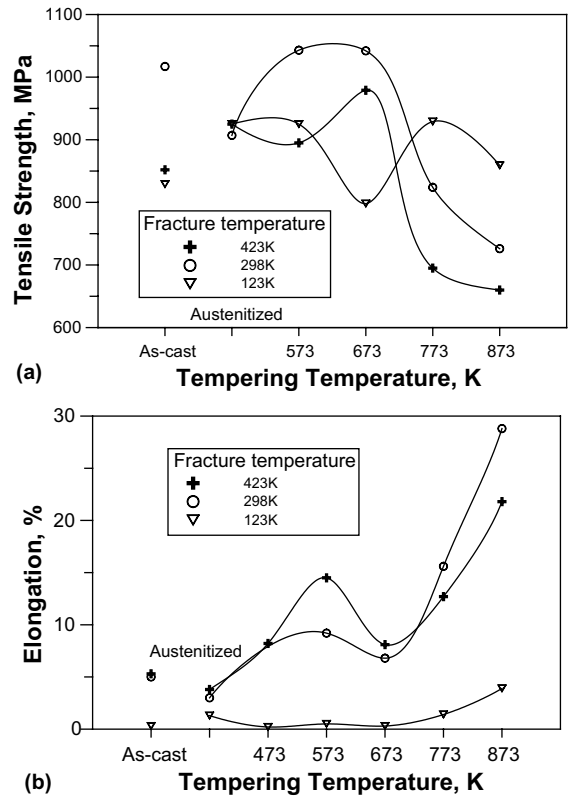 1100
1000
900
800
700
600
Tensile Strength, MPa
Fracture temperature
423K
298K
123K
Austenitized
As-cast 573 673 773 873
(a)
Tempering Temperature, K
30
20
10
0
Elongation, %
Fracture temperature
423K
298K
123K
Austenitized
As-cast 473 573 673 773 873
(b)
Tempering Temperature, K